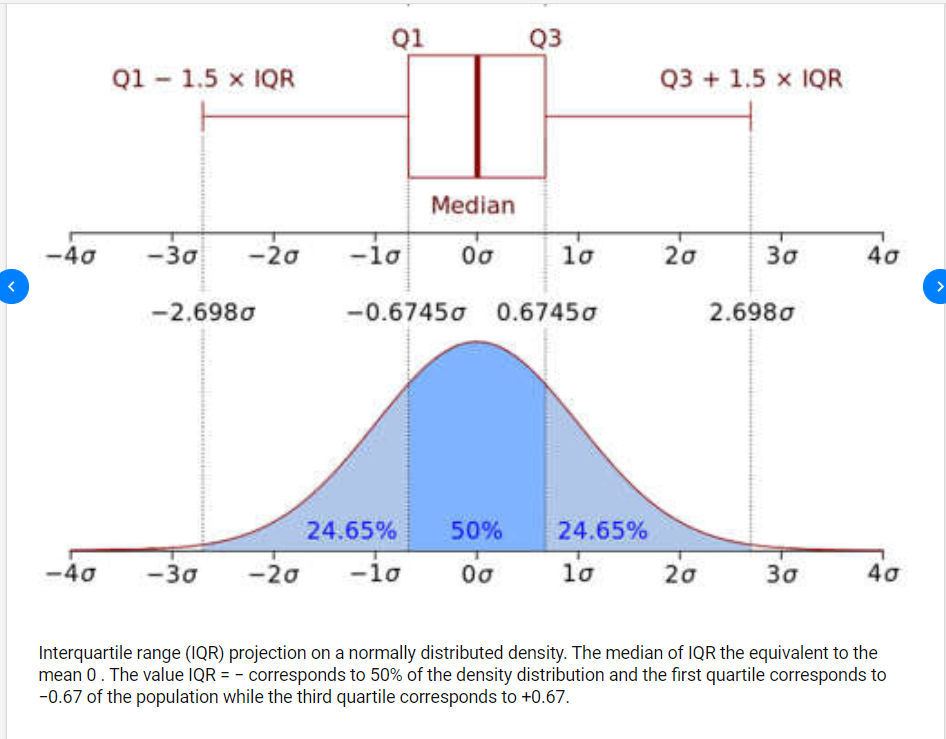 Q1 Q3
Q1 − 1.5 × IQR Q3 + 1.5 × IQR
Median
−4σ −3σ −2σ −1σ 0σ 1σ 2σ 3σ 4σ
−2.698σ −0.6745σ 0.6745σ 2.698σ
24.65% 50% 24.65%
−4σ −3σ −2σ −1σ 0σ 1σ 2σ 3σ 4σ
Interquartile range (IQR) projection on a normally distributed density. The median of IQR the equivalent to the
mean 0 . The value IQR = − corresponds to 50% of the density distribution and the first quartile corresponds to
−0.67 of the population while the third quartile corresponds to +0.67.